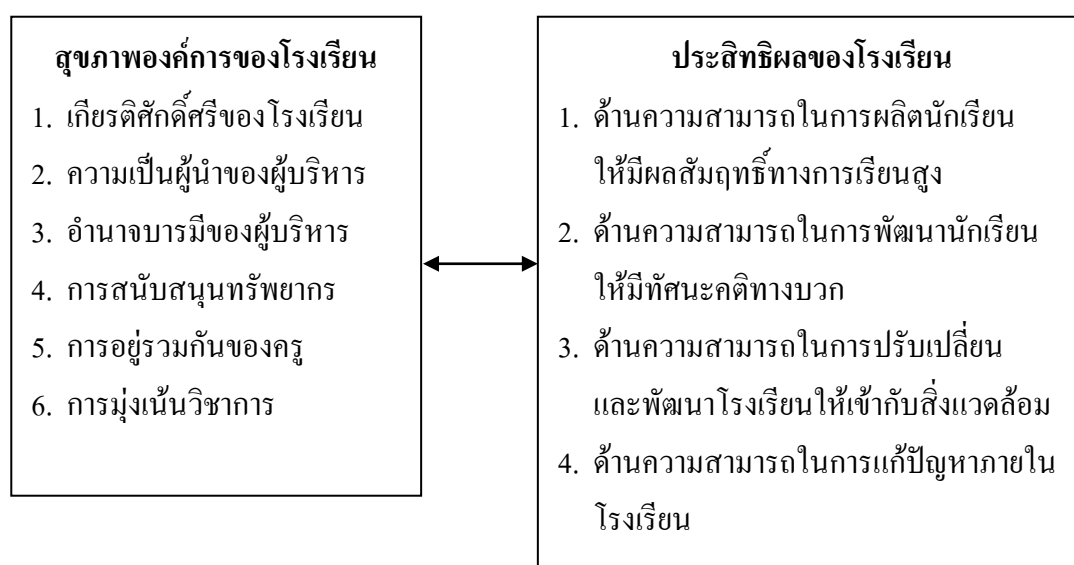 สุขภาพองค์การของโรงเรียน
1. เกียรติศักดิ์ศรีของโรงเรียน
2. ความเป็นผู้นำของผู้บริหาร
3. อำนาจบารมีของผู้บริหาร
4. การสนับสนุนทรัพยากร
5. การอยู่รวมกันของครู
6. การมุ่งเน้นวิชาการ
ประสิทธิผลของโรงเรียน
1. ด้านความสามารถในการผลิตนักเรียน
ให้มีผลสัมฤทธิ์ทางการเรียนสูง
2. ด้านความสามารถในการพัฒนานักเรียน
ให้มีทัศนะคติทางบวก
3. ด้านความสามารถในการปรับเปลี่ยน
และพัฒนาโรงเรียนให้เข้ากับสิ่งแวดล้อม
4. ด้านความสามารถในการแก้ปัญหาภายใน
โรงเรียน